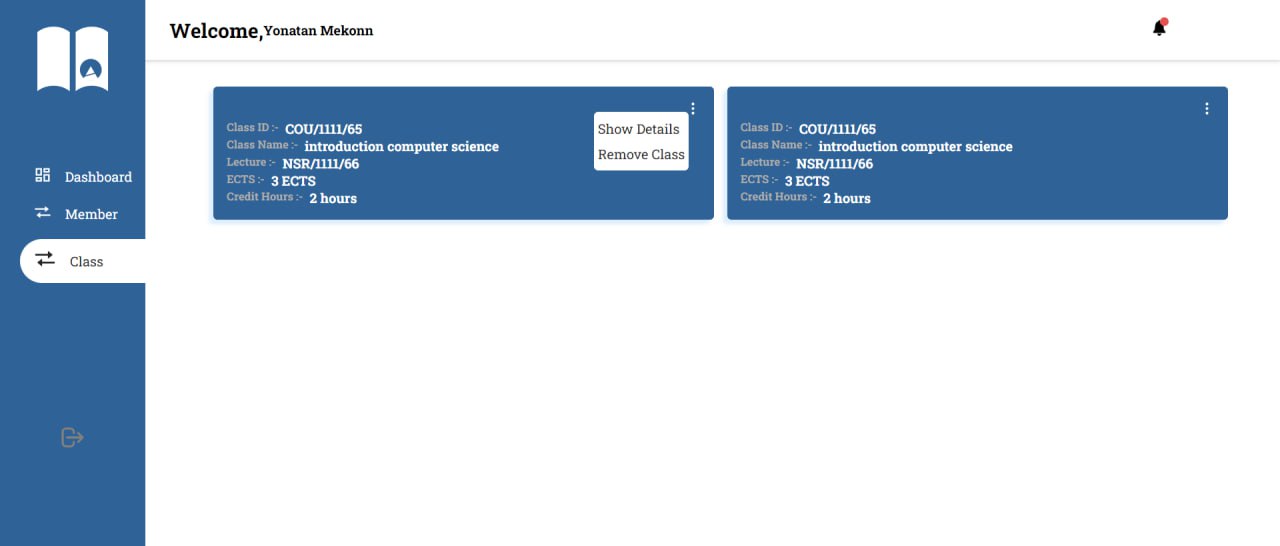 Welcome,Yonatan Mekonn
Dashboard
Member
Class
Class ID :- COU/1111/65
Class Name :- introduction computer science
Lecture :- NSR/1111/66
ECTS :- 3 ECTS
Credit Hours :- 2 hours
Show Details
Remove Class
Class ID :- COU/1111/65
Class Name :- introduction computer science
Lecture :- NSR/1111/66
ECTS :- 3 ECTS
Credit Hours :- 2 hours